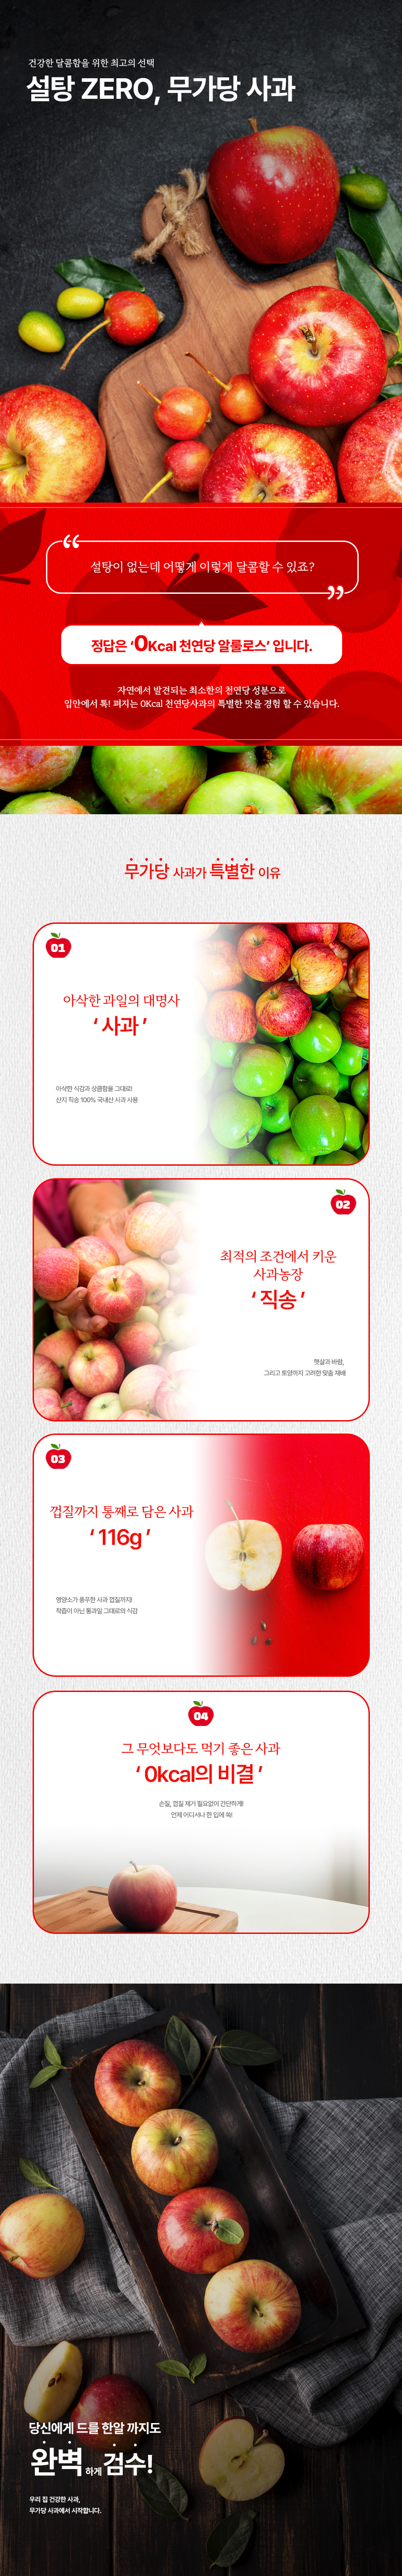 건강한 달콤함을 위한 최고의 선택
설탕 ZERO, 무가당 사과
“
설탕이 없는데 어떻게 이렇게 달콤할 수 있죠?
”
정답은 ‘0Kcal 천연당 알룰로스’ 입니다.
자연에서 발견되는 최소한의 천연당 성분으로
입안에서 톡! 퍼지는 0Kcal 천연당사과의 특별한 맛을 경험 할 수 있습니다.
무가당 사과가 특별한 이유
01
아삭한 과일의 대명사
‘ 사과 ’
아삭한 식감과 상큼함을 그대로!
산지 직송 100% 국내산 사과 사용
02
최적의 조건에서 키운
사과농장
‘ 직송 ’
햇살과 바람,
그리고 토양까지 고려한 맞춤 재배
03
껍질까지 통째로 담은 사과
‘ 116g ’
영양소가 풍푸한 사과 껍질까지!
착즙이 아닌 통과일 그대로의 식감
04
그 무엇보다도 먹기 좋은 사과
‘ 0kcal의 비결 ’
손질, 껍질 제거 필요없이 간단하게!
언제 어디서나 한 입에 쏙!
당신에게 드를 한알 까지도
완벽 하게 검수!
우리 집 건강한 사과,
무가당 사과에서 시작합니다.